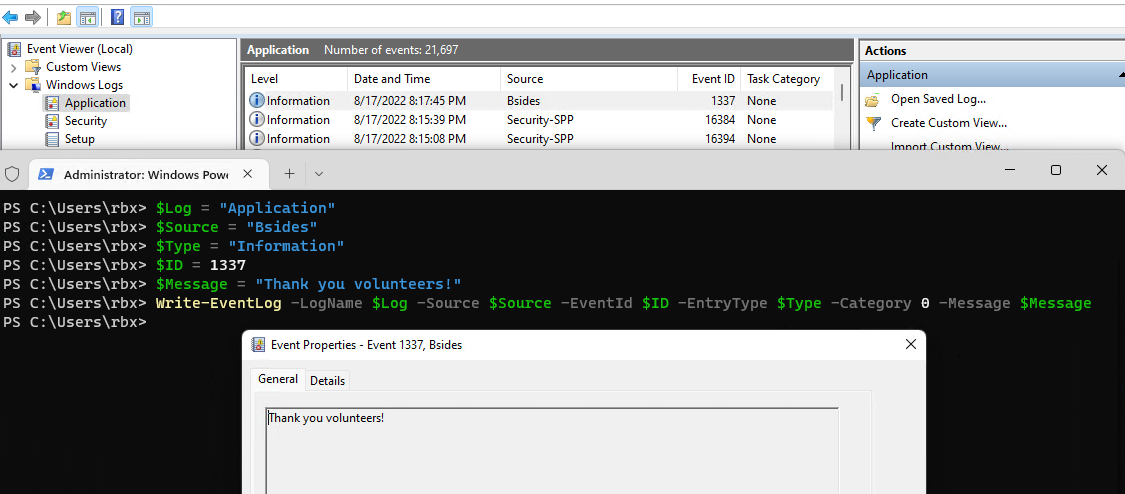 Event Viewer (Local)
Custom Views
Windows Logs
Application
Security
Setup
Application Number of events: 21,697
Level Date and Time Source Event ID Task Category
Information 8/17/2022 8:17:45 PM Bsides 1337 None
Information 8/17/2022 8:15:39 PM Security-SPP 16384 None
Information 8/17/2022 8:15:08 PM Security-SPP 16394 None
Actions
Application
Open Saved Log...
Create Custom View...
Import Custom View...
Administrator: Windows Powe
PS C:\Users\rbx> $Log = "Application"
PS C:\Users\rbx> $Source = "Bsides"
PS C:\Users\rbx> $Type = "Information"
PS C:\Users\rbx> $ID = 1337
PS C:\Users\rbx> $Message = "Thank you volunteers!"
PS C:\Users\rbx> Write-EventLog -LogName $Log -Source $Source -EventId $ID -EntryType $Type -Category 0 -Message $Message
PS C:\Users\rbx>
Event Properties - Event 1337, Bsides
General Details
Thank you volunteers!